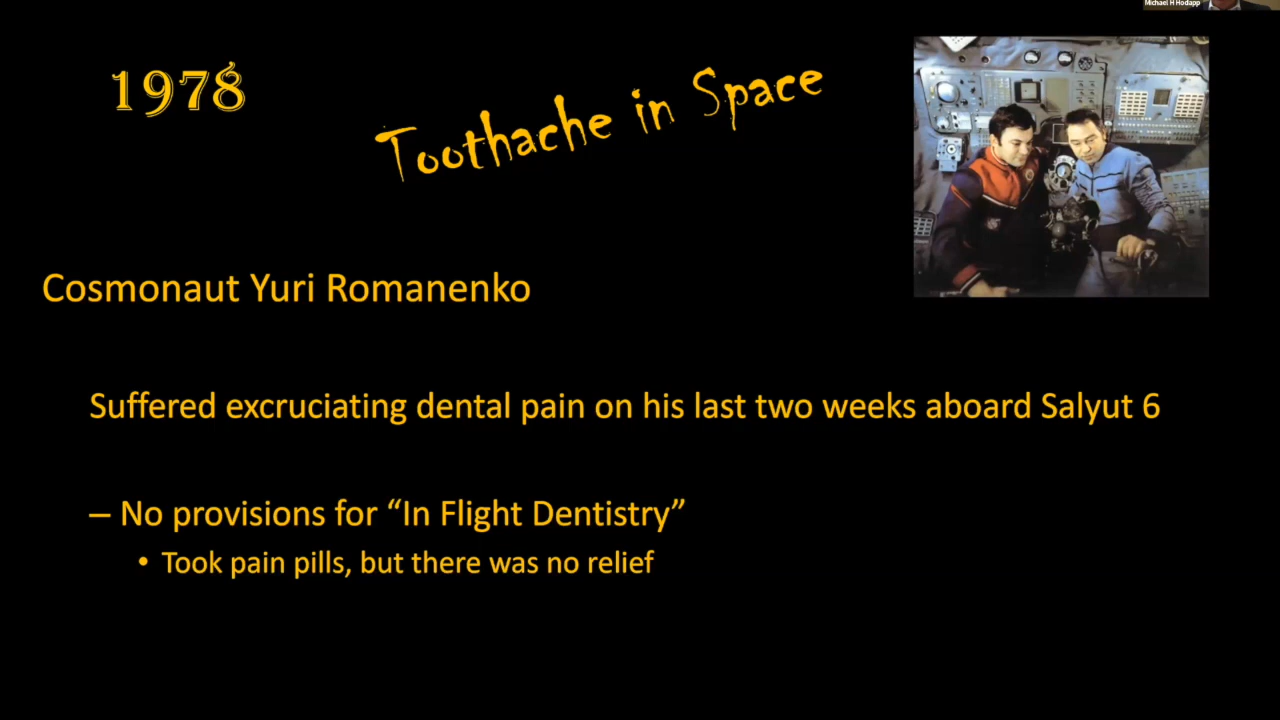 Michael H Hodapp
1978
Toothache in Space
Cosmonaut Yuri Romanenko
Suffered excruciating dental pain on his last two weeks aboard Salyut 6
– No provisions for “In Flight Dentistry”
• Took pain pills, but there was no relief